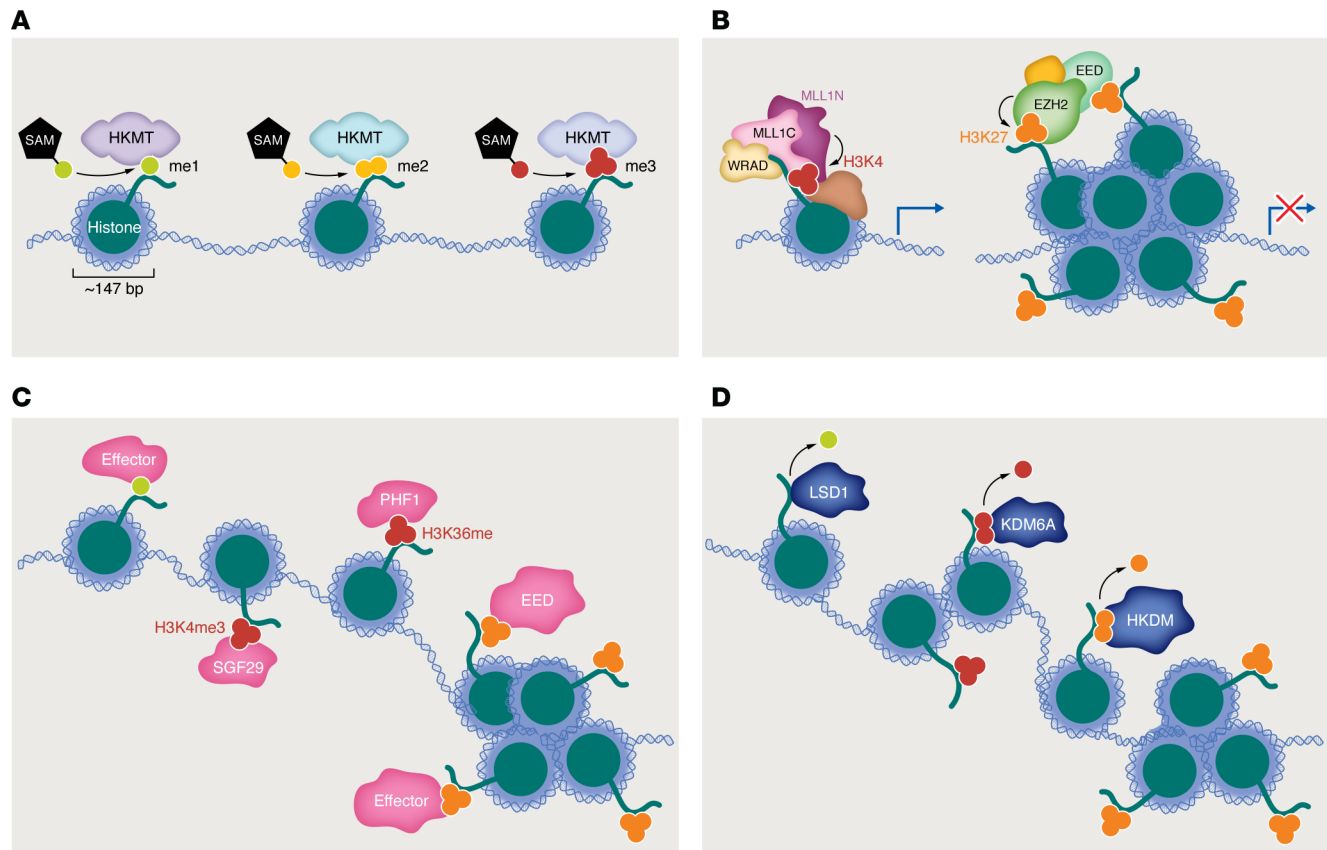 A
SAM
HKMT
me1
SAM
HKMT
me2
SAM
HKMT
me3
Histone
~147 bp
B
MLL1N
MLL1C
WRAD
H3K4
EED
EZH2
H3K27
C
Effector
PHF1
H3K36me
H3K4me3
SGF29
EED
Effector
D
LSD1
KDM6A
HKDM